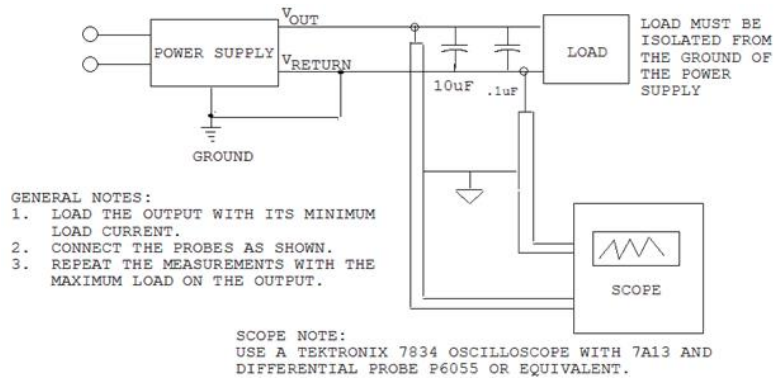 V_OUT
POWER SUPPLY
V_RETURN
GROUND
10uF
.1uF
LOAD
LOAD MUST BE
ISOLATED FROM
THE GROUND OF
THE POWER
SUPPLY
GENERAL NOTES:
1. LOAD THE OUTPUT WITH ITS MINIMUM
LOAD CURRENT.
2. CONNECT THE PROBES AS SHOWN.
3. REPEAT THE MEASUREMENTS WITH THE
MAXIMUM LOAD ON THE OUTPUT.
SCOPE
SCOPE NOTE:
USE A TEKTRONIX 7834 OSCILLOSCOPE WITH 7A13 AND
DIFFERENTIAL PROBE P6055 OR EQUIVALENT.